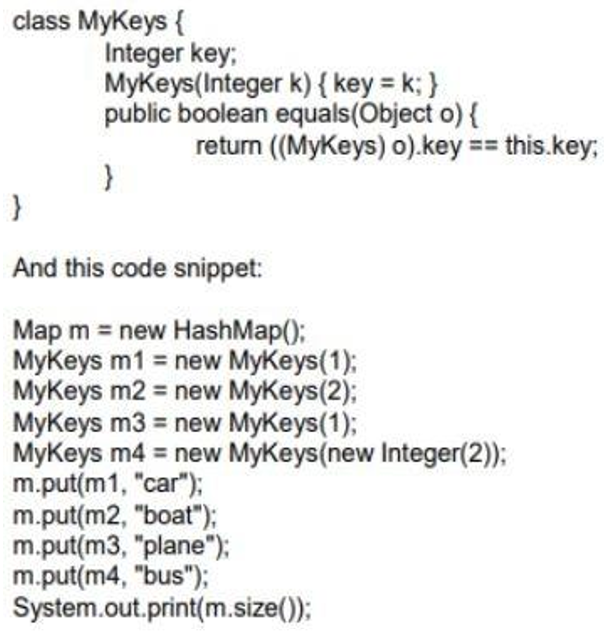 class MyKeys {
Integer key;
MyKeys(Integer k) { key = k; }
public boolean equals(Object o) {
return ((MyKeys) o).key == this.key;
}
}
And this code snippet:
Map m = new HashMap();
MyKeys m1 = new MyKeys(1);
MyKeys m2 = new MyKeys(2);
MyKeys m3 = new MyKeys(1);
MyKeys m4 = new MyKeys(new Integer(2));
m.put(m1, "car");
m.put(m2, "boat");
m.put(m3, "plane");
m.put(m4, "bus");
System.out.print(m.size());